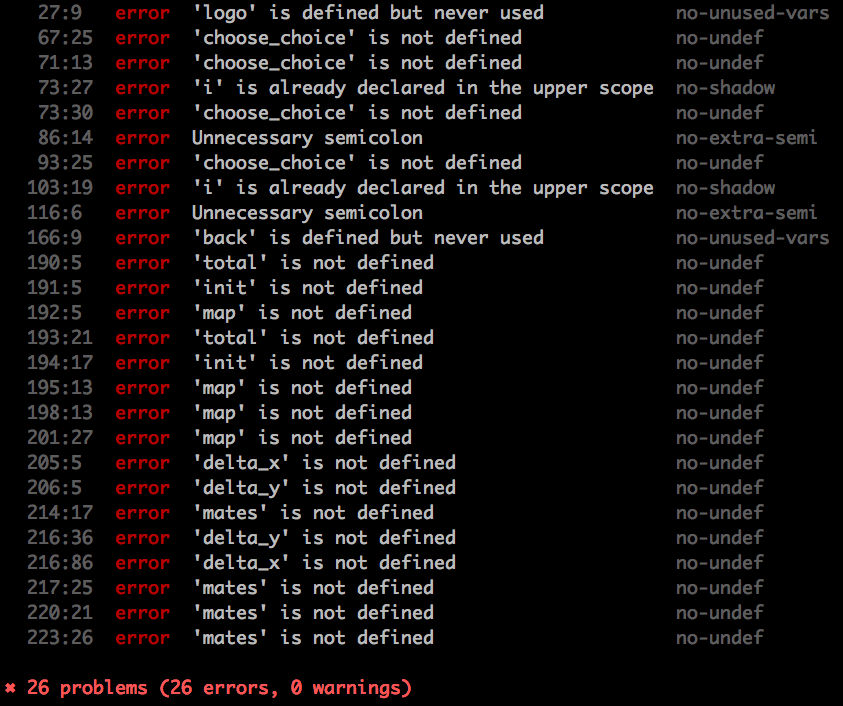 27:9 error 'logo' is defined but never used no-unused-vars
67:25 error 'choose_choice' is not defined no-undef
71:13 error 'choose_choice' is not defined no-undef
73:27 error 'i' is already declared in the upper scope no-shadow
73:30 error 'choose_choice' is not defined no-undef
86:14 error Unnecessary semicolon no-extra-semi
93:25 error 'choose_choice' is not defined no-undef
103:19 error 'i' is already declared in the upper scope no-shadow
116:6 error Unnecessary semicolon no-extra-semi
166:9 error 'back' is defined but never used no-unused-vars
190:5 error 'total' is not defined no-undef
191:5 error 'init' is not defined no-undef
192:5 error 'map' is not defined no-undef
193:21 error 'total' is not defined no-undef
194:17 error 'init' is not defined no-undef
195:13 error 'map' is not defined no-undef
198:13 error 'map' is not defined no-undef
201:27 error 'map' is not defined no-undef
205:5 error 'delta_x' is not defined no-undef
206:5 error 'delta_y' is not defined no-undef
214:17 error 'mates' is not defined no-undef
216:36 error 'delta_y' is not defined no-undef
216:86 error 'delta_x' is not defined no-undef
217:25 error 'mates' is not defined no-undef
220:21 error 'mates' is not defined no-undef
223:26 error 'mates' is not defined no-undef
✖ 26 problems (26 errors, 0 warnings)